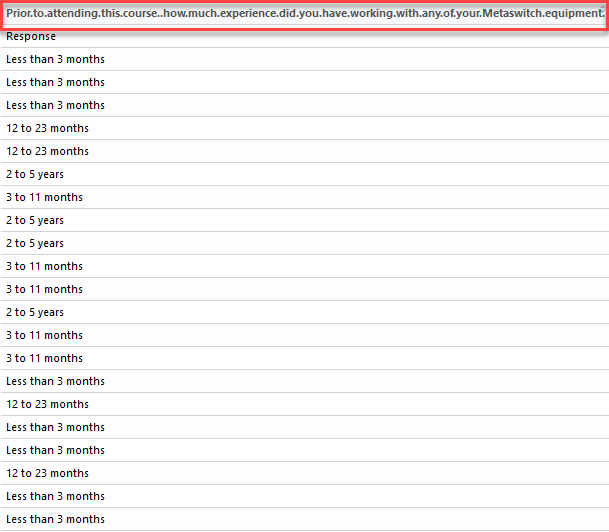 Prior.to.attending.this.course..how.much.experience.did.you.have.working.with.any.of.your.Metaswitch.equipment.
Response
Less than 3 months
Less than 3 months
Less than 3 months
12 to 23 months
12 to 23 months
2 to 5 years
3 to 11 months
2 to 5 years
2 to 5 years
3 to 11 months
3 to 11 months
2 to 5 years
3 to 11 months
3 to 11 months
Less than 3 months
12 to 23 months
Less than 3 months
Less than 3 months
12 to 23 months
Less than 3 months
Less than 3 months